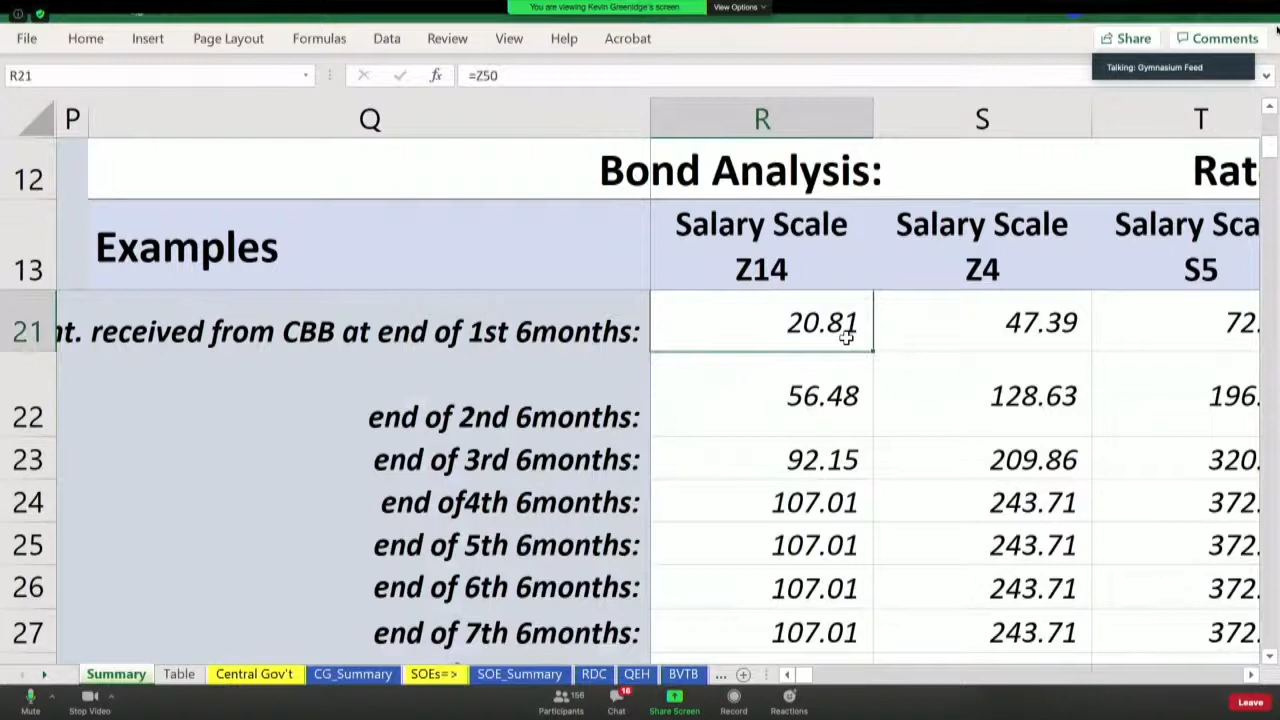 You are viewing Kevin Greenidge's screen View Options
File Home Insert Page Layout Formulas Data Review View Help Acrobat Share Comments
Talking: Gymnasium Feed
R21 fx =Z50
P Q R S T
12 Bond Analysis: Rat
13 Examples Salary Scale Z14 Salary Scale Z4 Salary Sca S5
21 nt. received from CBB at end of 1st 6months: 20.81 47.39 72.
22 end of 2nd 6months: 56.48 128.63 196.
23 end of 3rd 6months: 92.15 209.86 320.
24 end of4th 6months: 107.01 243.71 372.
25 end of 5th 6months: 107.01 243.71 372.
26 end of 6th 6months: 107.01 243.71 372.
27 end of 7th 6months: 107.01 243.71 372.
Summary Table Central Gov't CG_Summary SOEs=> SOE_Summary RDC QEH BVTB ...
156 16
Mute Stop Video Participants Chat Share Screen Record Reactions Leave